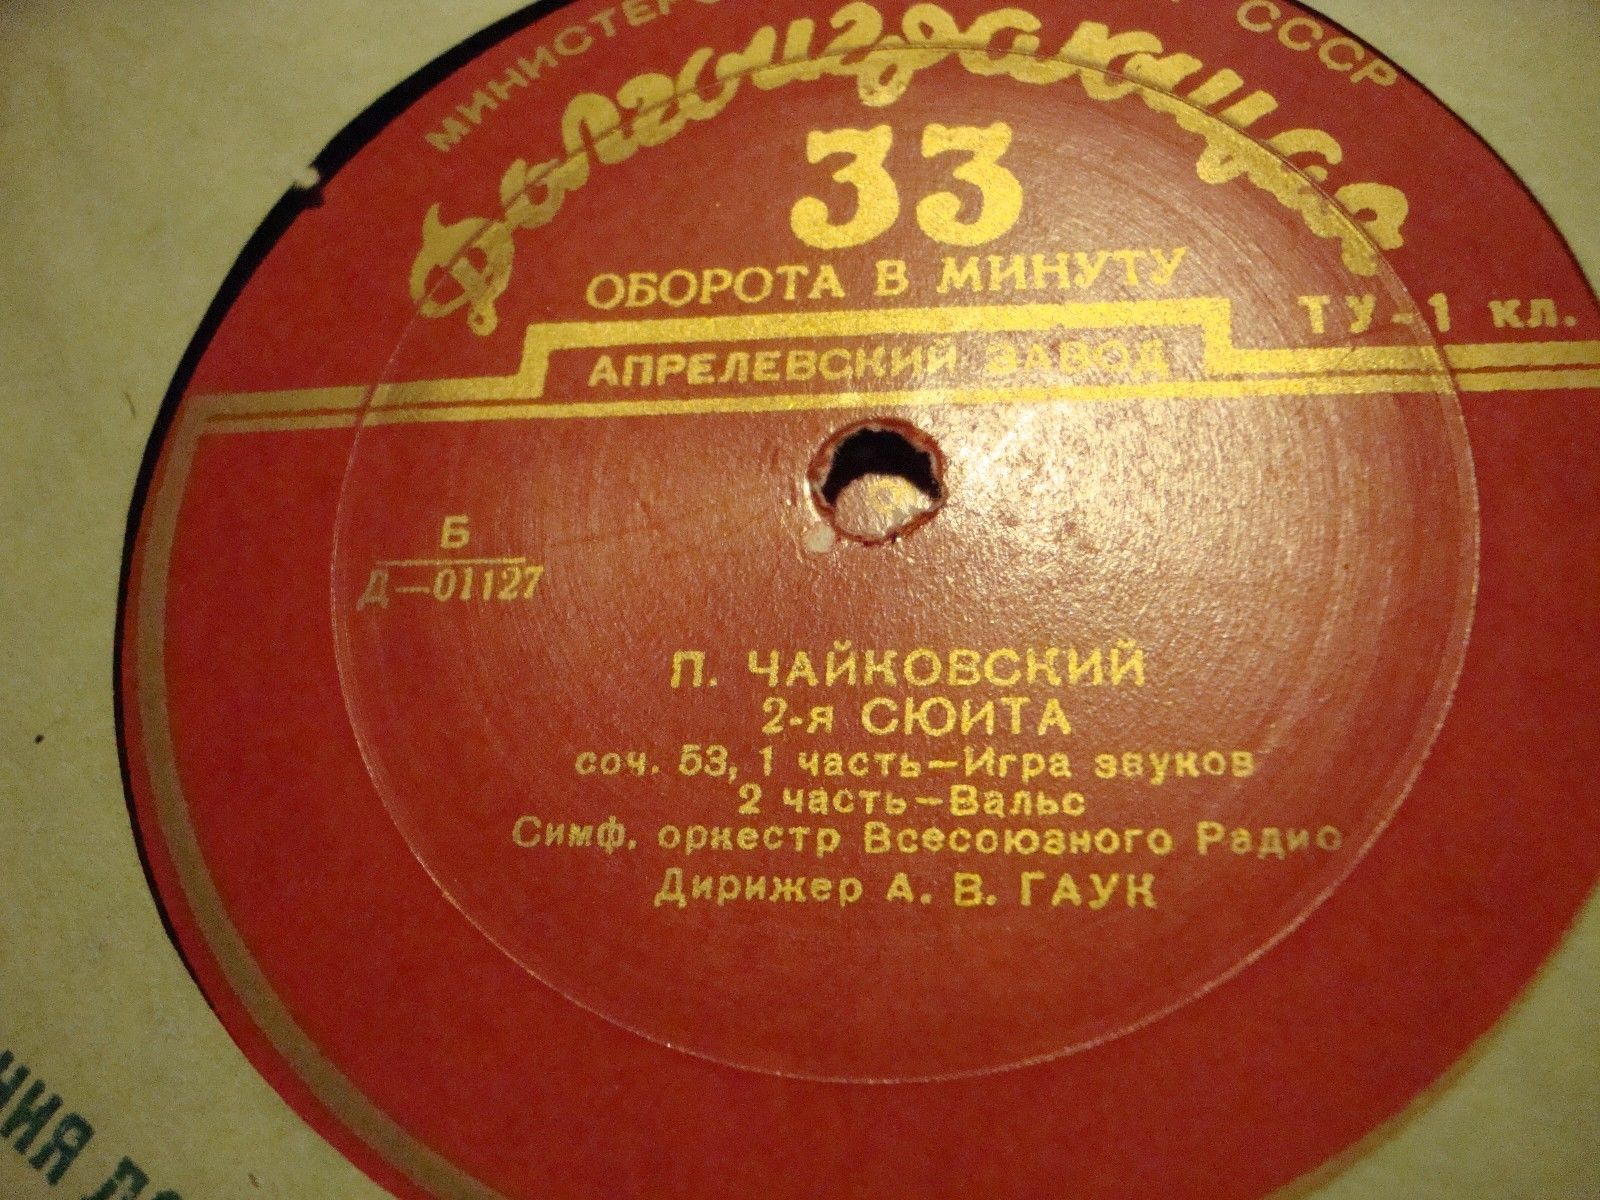 СССР
Долгоиграющая
33
ОБОРОТА В МИНУТУ
ТУ-1 кл.
АПРЕЛЕВСКИЙ ЗАВОД
Б
Д—01127
П. ЧАЙКОВСКИЙ
2-я СЮИТА
соч. 53, 1 часть—Игра звуков
2 часть—Вальс
Симф. оркестр Всесоюзного Радио
Дирижер А. В. ГАУК